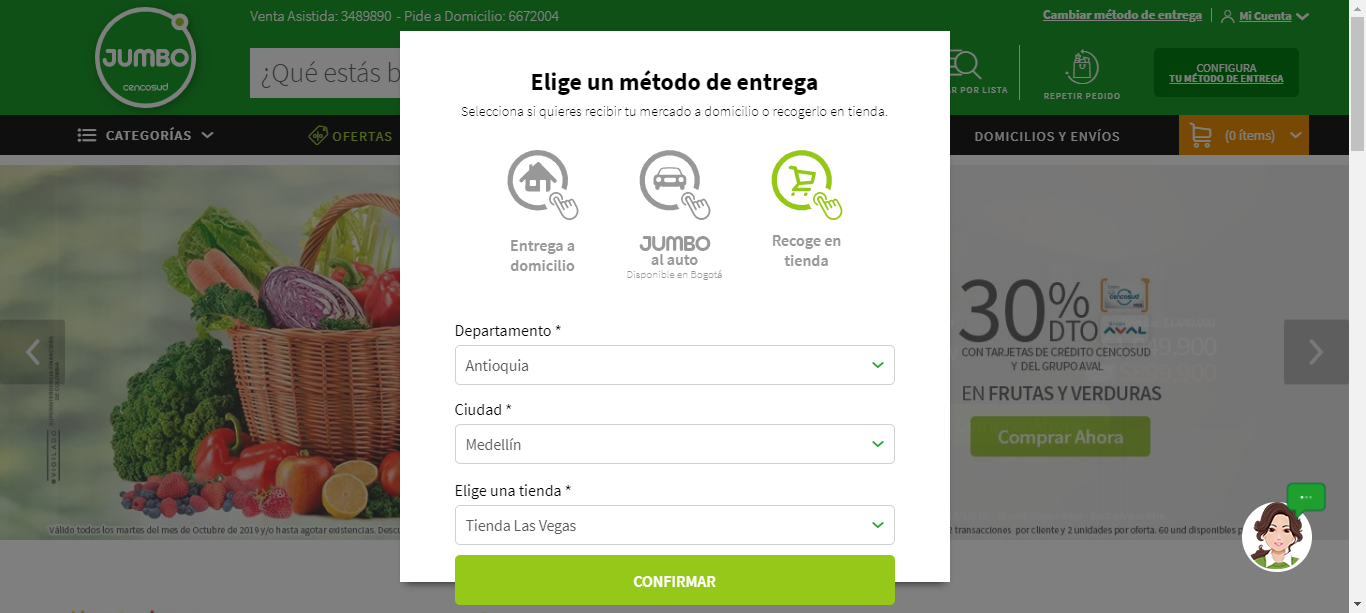 Venta Asistida: 3489890 - Pide a Domicilio: 6672004
Cambiar método de entrega
Mi Cuenta
JUMBO
cencosud
¿Qué estás b
R POR LISTA
REPETIR PEDIDO
CONFIGURA
TU MÉTODO DE ENTREGA
CATEGORÍAS
OFERTAS
DOMICILIOS Y ENVÍOS
(0 ítems)
Elige un método de entrega
Selecciona si quieres recibir tu mercado a domicilio o recogerlo en tienda.
Entrega a
domicilio
JUMBO
al auto
Disponible en Bogotá
Recoge en
tienda
Departamento *
Antioquia
Ciudad *
Medellín
Elige una tienda *
Tienda Las Vegas
CONFIRMAR
30%
DTO
cencosud
AVAL
CON TARJETAS DE CRÉDITO CENCOSUD
Y DEL GRUPO AVAL
EN FRUTAS Y VERDURAS
Comprar Ahora
VIGILADO
Válido todos los martes del mes de Octubre de 2019 y/o hasta agotar existencias. Descu
2 transacciones por cliente y 2 unidades por oferta. 60 und disponibles p